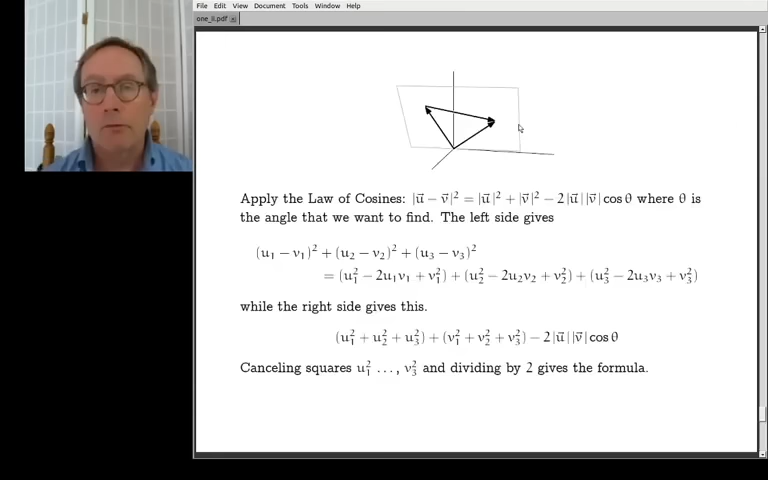 File Edit View Document Tools Window Help
one_ii.pdf
Apply the Law of Cosines: |u⃗ − v⃗|² = |u⃗|² + |v⃗|² − 2 |u⃗| |v⃗| cos θ where θ is
the angle that we want to find. The left side gives
(u₁ − v₁)² + (u₂ − v₂)² + (u₃ − v₃)²
= (u₁² − 2u₁v₁ + v₁²) + (u₂² − 2u₂v₂ + v₂²) + (u₃² − 2u₃v₃ + v₃²)
while the right side gives this.
(u₁² + u₂² + u₃²) + (v₁² + v₂² + v₃²) − 2 |u⃗| |v⃗| cos θ
Canceling squares u₁² …, v₃² and dividing by 2 gives the formula.